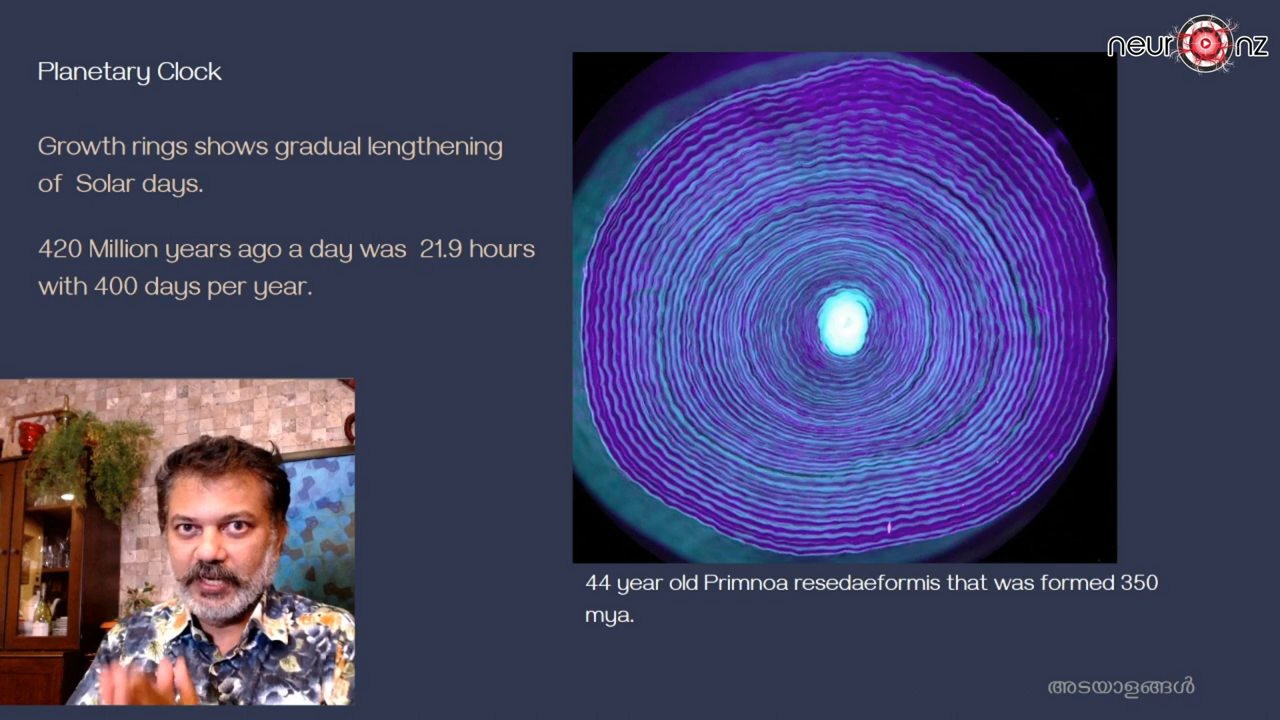 neur nz
Planetary Clock
Growth rings shows gradual lengthening
of Solar days.
420 Million years ago a day was 21.9 hours
with 400 days per year.
44 year old Primnoa resedaeformis that was formed 350
mya.
അടയാളങ്ങൾ